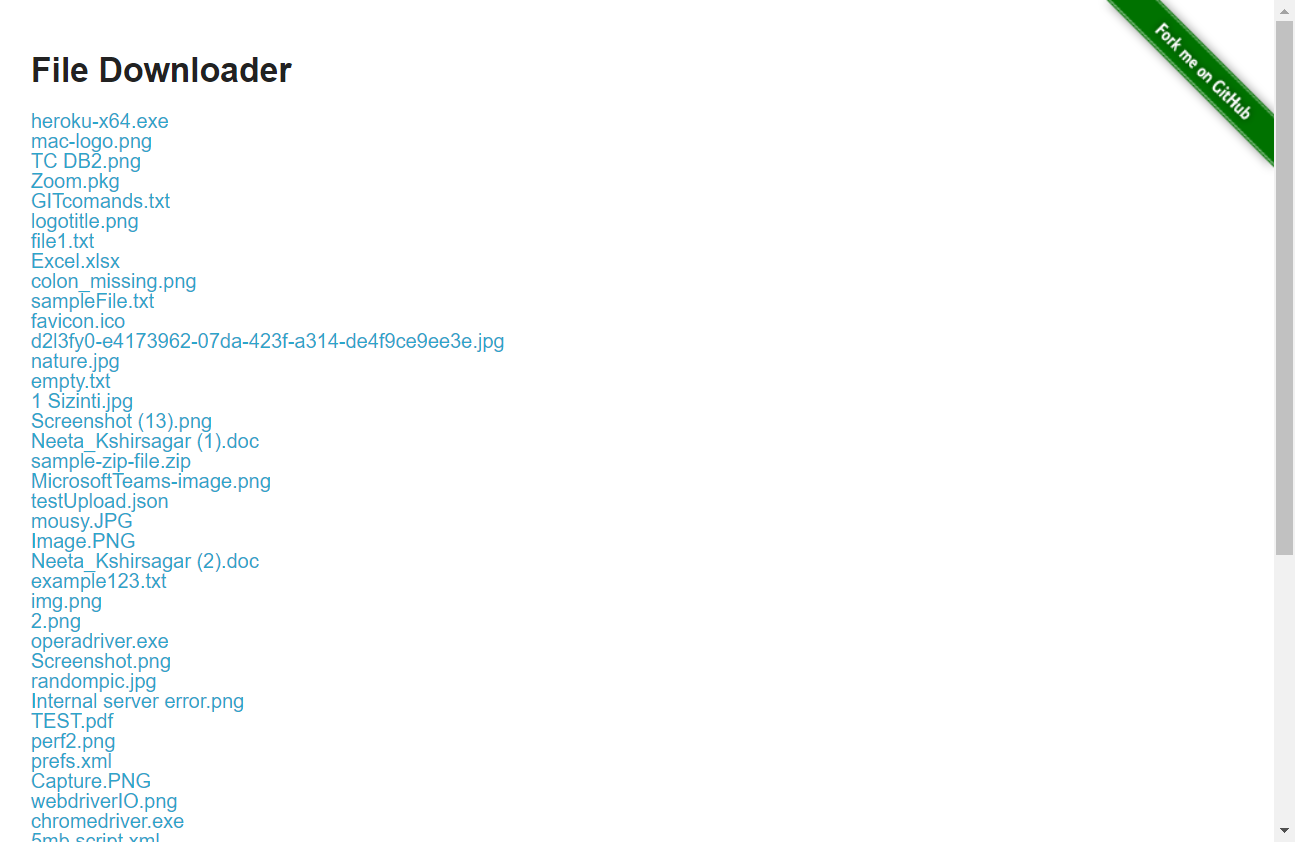 File Downloader
Fork me on GitHub
heroku-x64.exe
mac-logo.png
TC DB2.png
Zoom.pkg
GITcomands.txt
logotitle.png
file1.txt
Excel.xlsx
colon_missing.png
sampleFile.txt
favicon.ico
d2l3fy0-e4173962-07da-423f-a314-de4f9ce9ee3e.jpg
nature.jpg
empty.txt
1 Sizinti.jpg
Screenshot (13).png
Neeta_Kshirsagar (1).doc
sample-zip-file.zip
MicrosoftTeams-image.png
testUpload.json
mousy.JPG
Image.PNG
Neeta_Kshirsagar (2).doc
example123.txt
img.png
2.png
operadriver.exe
Screenshot.png
randompic.jpg
Internal server error.png
TEST.pdf
perf2.png
prefs.xml
Capture.PNG
webdriverIO.png
chromedriver.exe
5mb script.xml